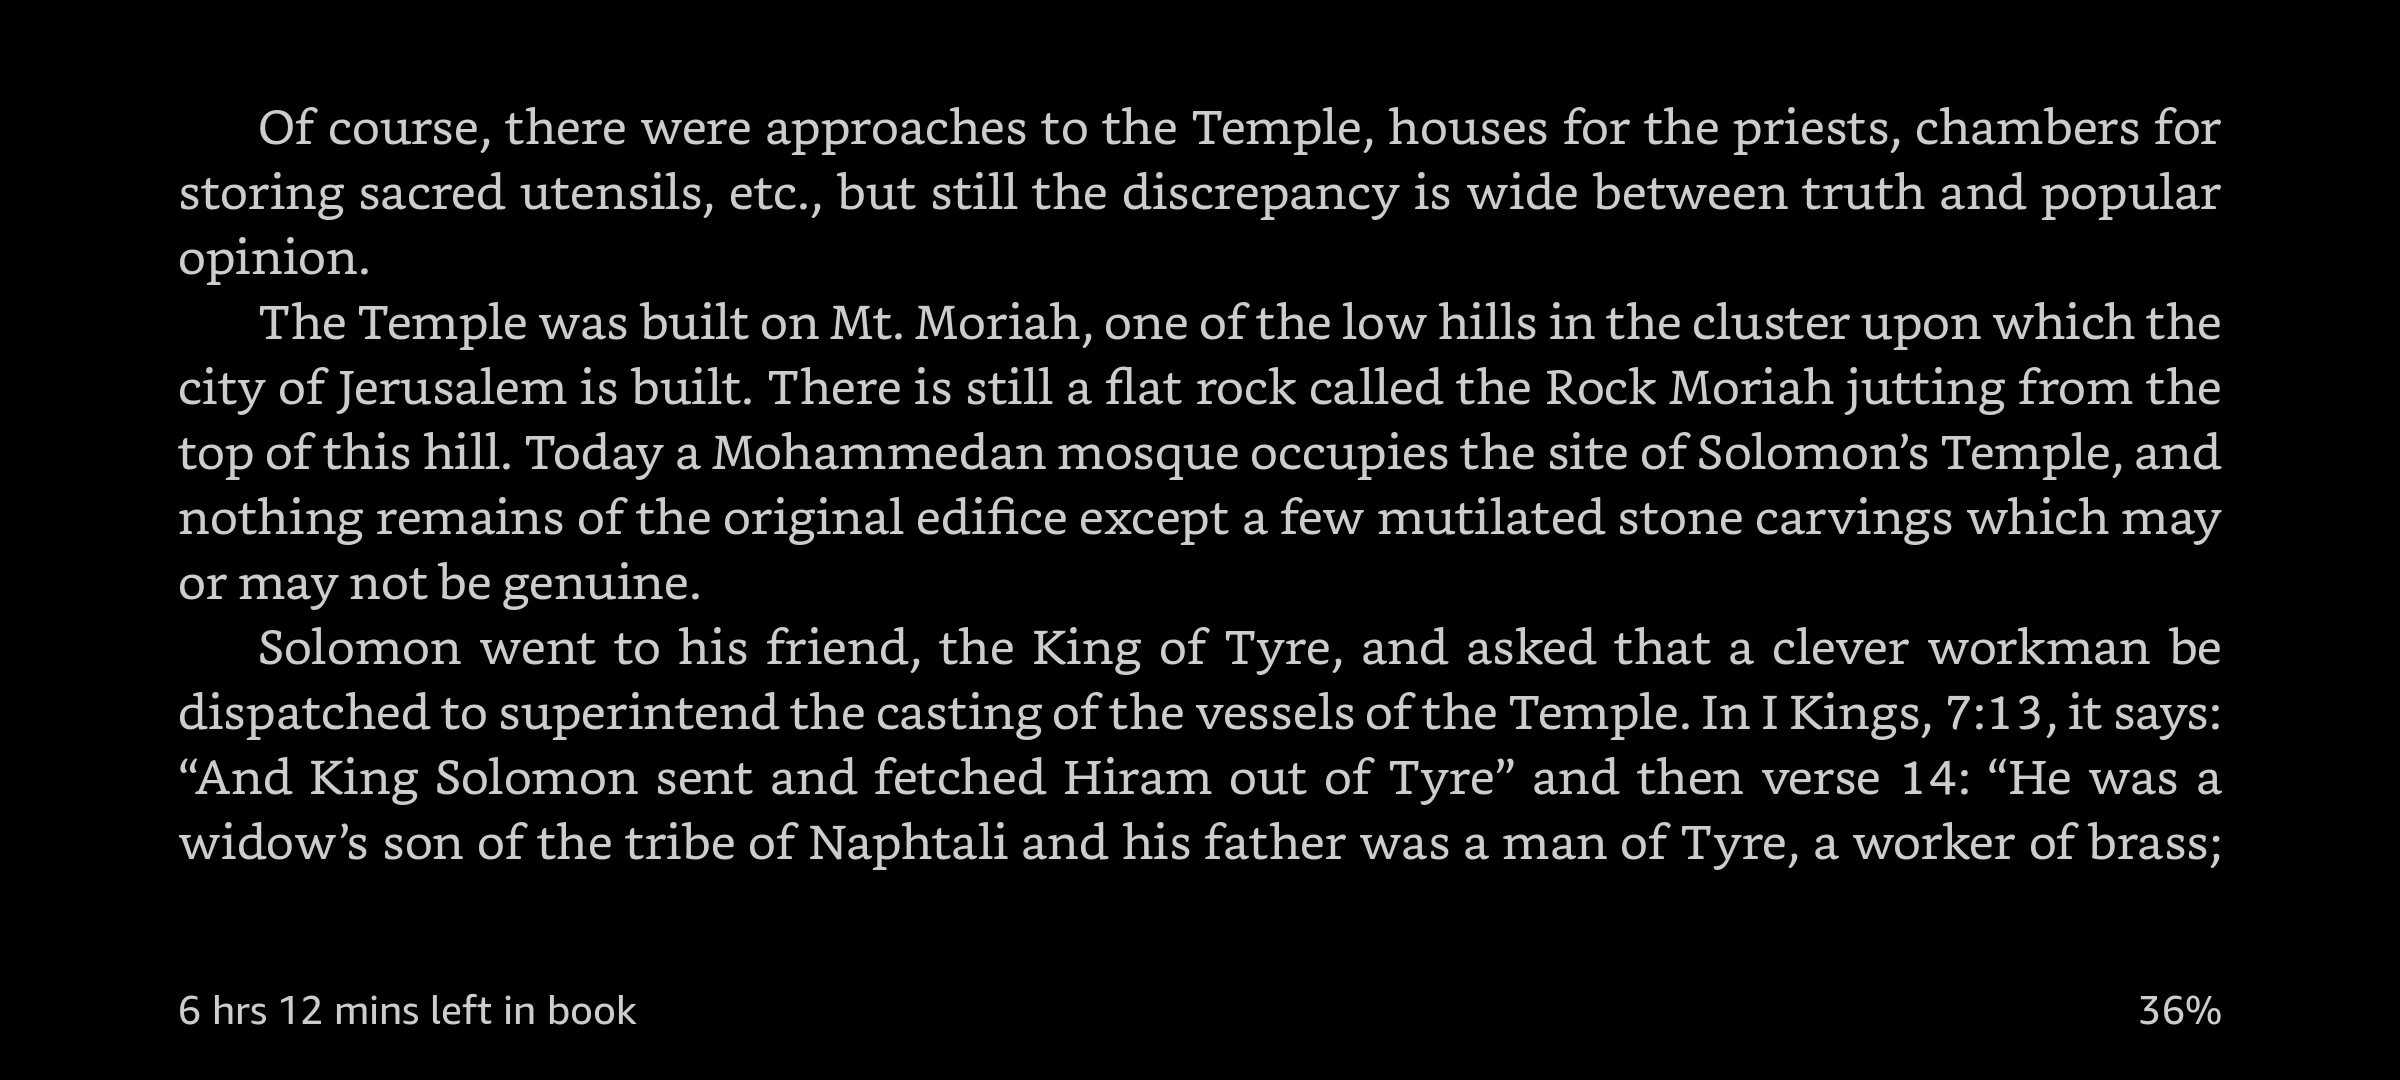 Of course, there were approaches to the Temple, houses for the priests, chambers for
storing sacred utensils, etc., but still the discrepancy is wide between truth and popular
opinion.
The Temple was built on Mt. Moriah, one of the low hills in the cluster upon which the
city of Jerusalem is built. There is still a flat rock called the Rock Moriah jutting from the
top of this hill. Today a Mohammedan mosque occupies the site of Solomon’s Temple, and
nothing remains of the original edifice except a few mutilated stone carvings which may
or may not be genuine.
Solomon went to his friend, the King of Tyre, and asked that a clever workman be
dispatched to superintend the casting of the vessels of the Temple. In I Kings, 7:13, it says:
“And King Solomon sent and fetched Hiram out of Tyre” and then verse 14: “He was a
widow’s son of the tribe of Naphtali and his father was a man of Tyre, a worker of brass;
6 hrs 12 mins left in book
36%